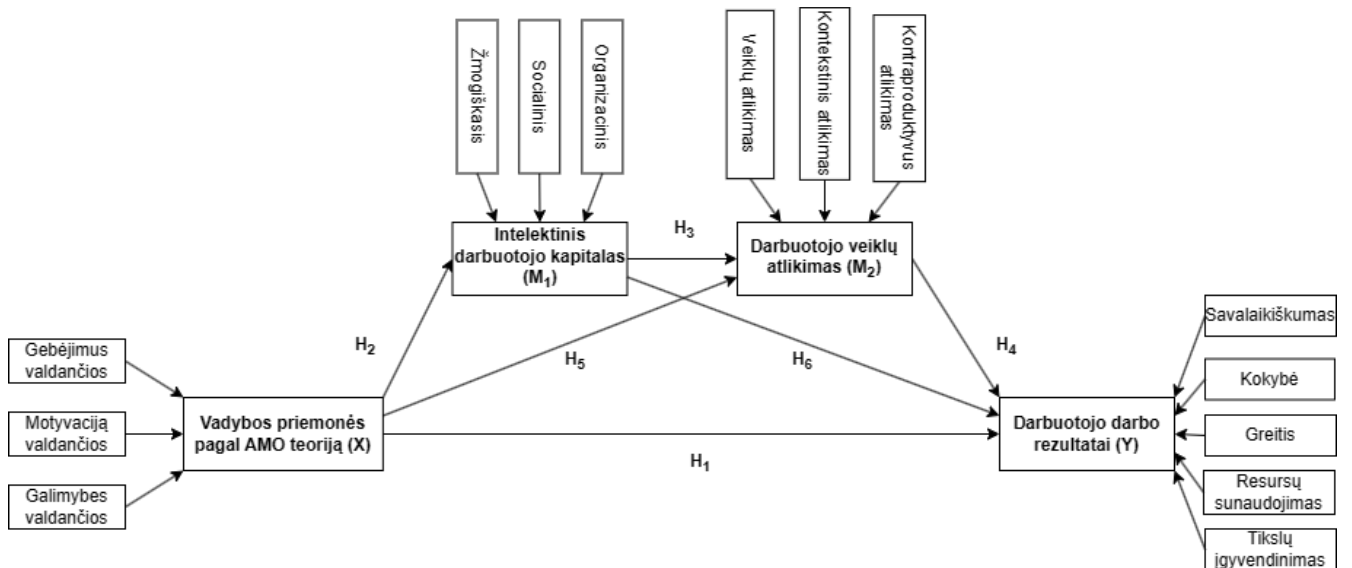 Žmogiškasis
Socialinis
Organizacinis
Veiklų atlikimas
Kontekstinis atlikimas
Kontraproduktyvus
atlikimas
Intelektinis
darbuotojo kapitalas
(M1)
H3
Darbuotojo veiklų
atlikimas (M2)
H2
H5
H6
H4
Gebėjimus
valdančios
Motyvaciją
valdančios
Galimybes
valdančios
Vadybos priemonės
pagal AMO teoriją (X)
H1
Darbuotojo darbo
rezultatai (Y)
Savalaikiškumas
Kokybė
Greitis
Resursų
sunaudojimas
Tikslų
įgyvendinimas